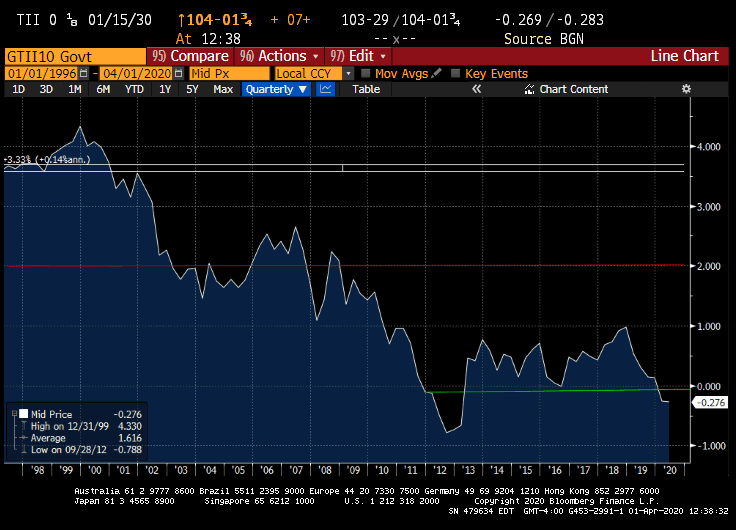 TII 0 ⅛ 01/15/30 ↑104-01¾ + 07+ 103-29 / 104-01¾ -0.269 / -0.283
At 12:38 -- x -- Source BGN
GTII10 Govt 95) Compare 96) Actions 97) Edit Line Chart
01/01/1996 - 04/01/2020 Mid Px Local CCY Mov Avgs Key Events
1D 3D 1M 6M YTD 1Y 5Y Max Quarterly ▼ Table « Chart Content
4.000
-3.33% (+0.14%ann.)
3.000
2.000
1.000
0.000
-0.276
-1.000
Mid Price -0.276
High on 12/31/99 4.330
Average 1.616
Low on 09/28/12 -0.788
'98 '99 '00 '01 '02 '03 '04 '05 '06 '07 '08 '09 '10 '11 '12 '13 '14 '15 '16 '17 '18 '19 '20
Australia 61 2 9777 8600 Brazil 5511 2395 9000 Europe 44 20 7330 7500 Germany 49 69 9204 1210 Hong Kong 852 2977 6000
Japan 81 3 4565 8900 Singapore 65 6212 1000 U.S. 1 212 318 2000 Copyright 2020 Bloomberg Finance L.P.
SN 479634 EDT GMT-4:00 G453-2991-1 01-Apr-2020 12:38:32